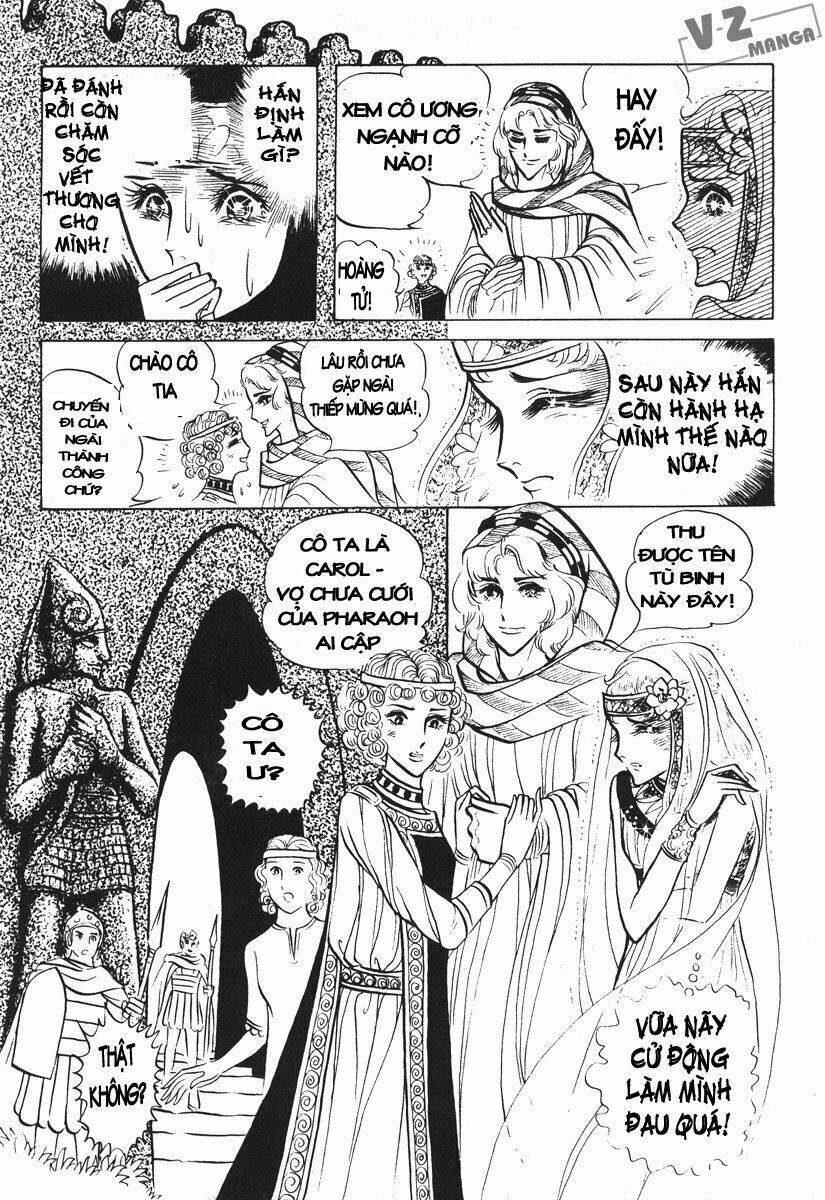 V-Z
MANGA
HAY
ĐẤY!
XEM CÔ ƯƠNG
NGẠNH CỠ
NÀO!
HOÀNG
TỬ!
HẮN
ĐỊNH
LÀM
GÌ?
ĐÃ ĐÁNH
RỒI CÒN
CHĂM
SÓC
VẾT
THƯƠNG
CHO
MÌNH!
SAU NÀY HẮN
CÒN HÀNH HẠ
MÌNH THẾ NÀO
NỮA!
LÂU RỒI CHƯA
GẶP NGÀI
THIẾP MỪNG QUÁ!
CHÀO CÔ
TIA
CHUYẾN
ĐI CỦA
NGÀI
THÀNH
CÔNG
CHỨ?
THU
ĐƯỢC TÊN
TÙ BINH
NÀY ĐÂY!
CÔ TA LÀ
CAROL -
VỢ CHƯA CƯỚI
CỦA PHARAOH
AI CẬP
CÔ
TA
Ư?
THẬT
KHÔNG?
VỮA NÃY
CỬ ĐỘNG
LÀM MÌNH
ĐAU QUÁ!